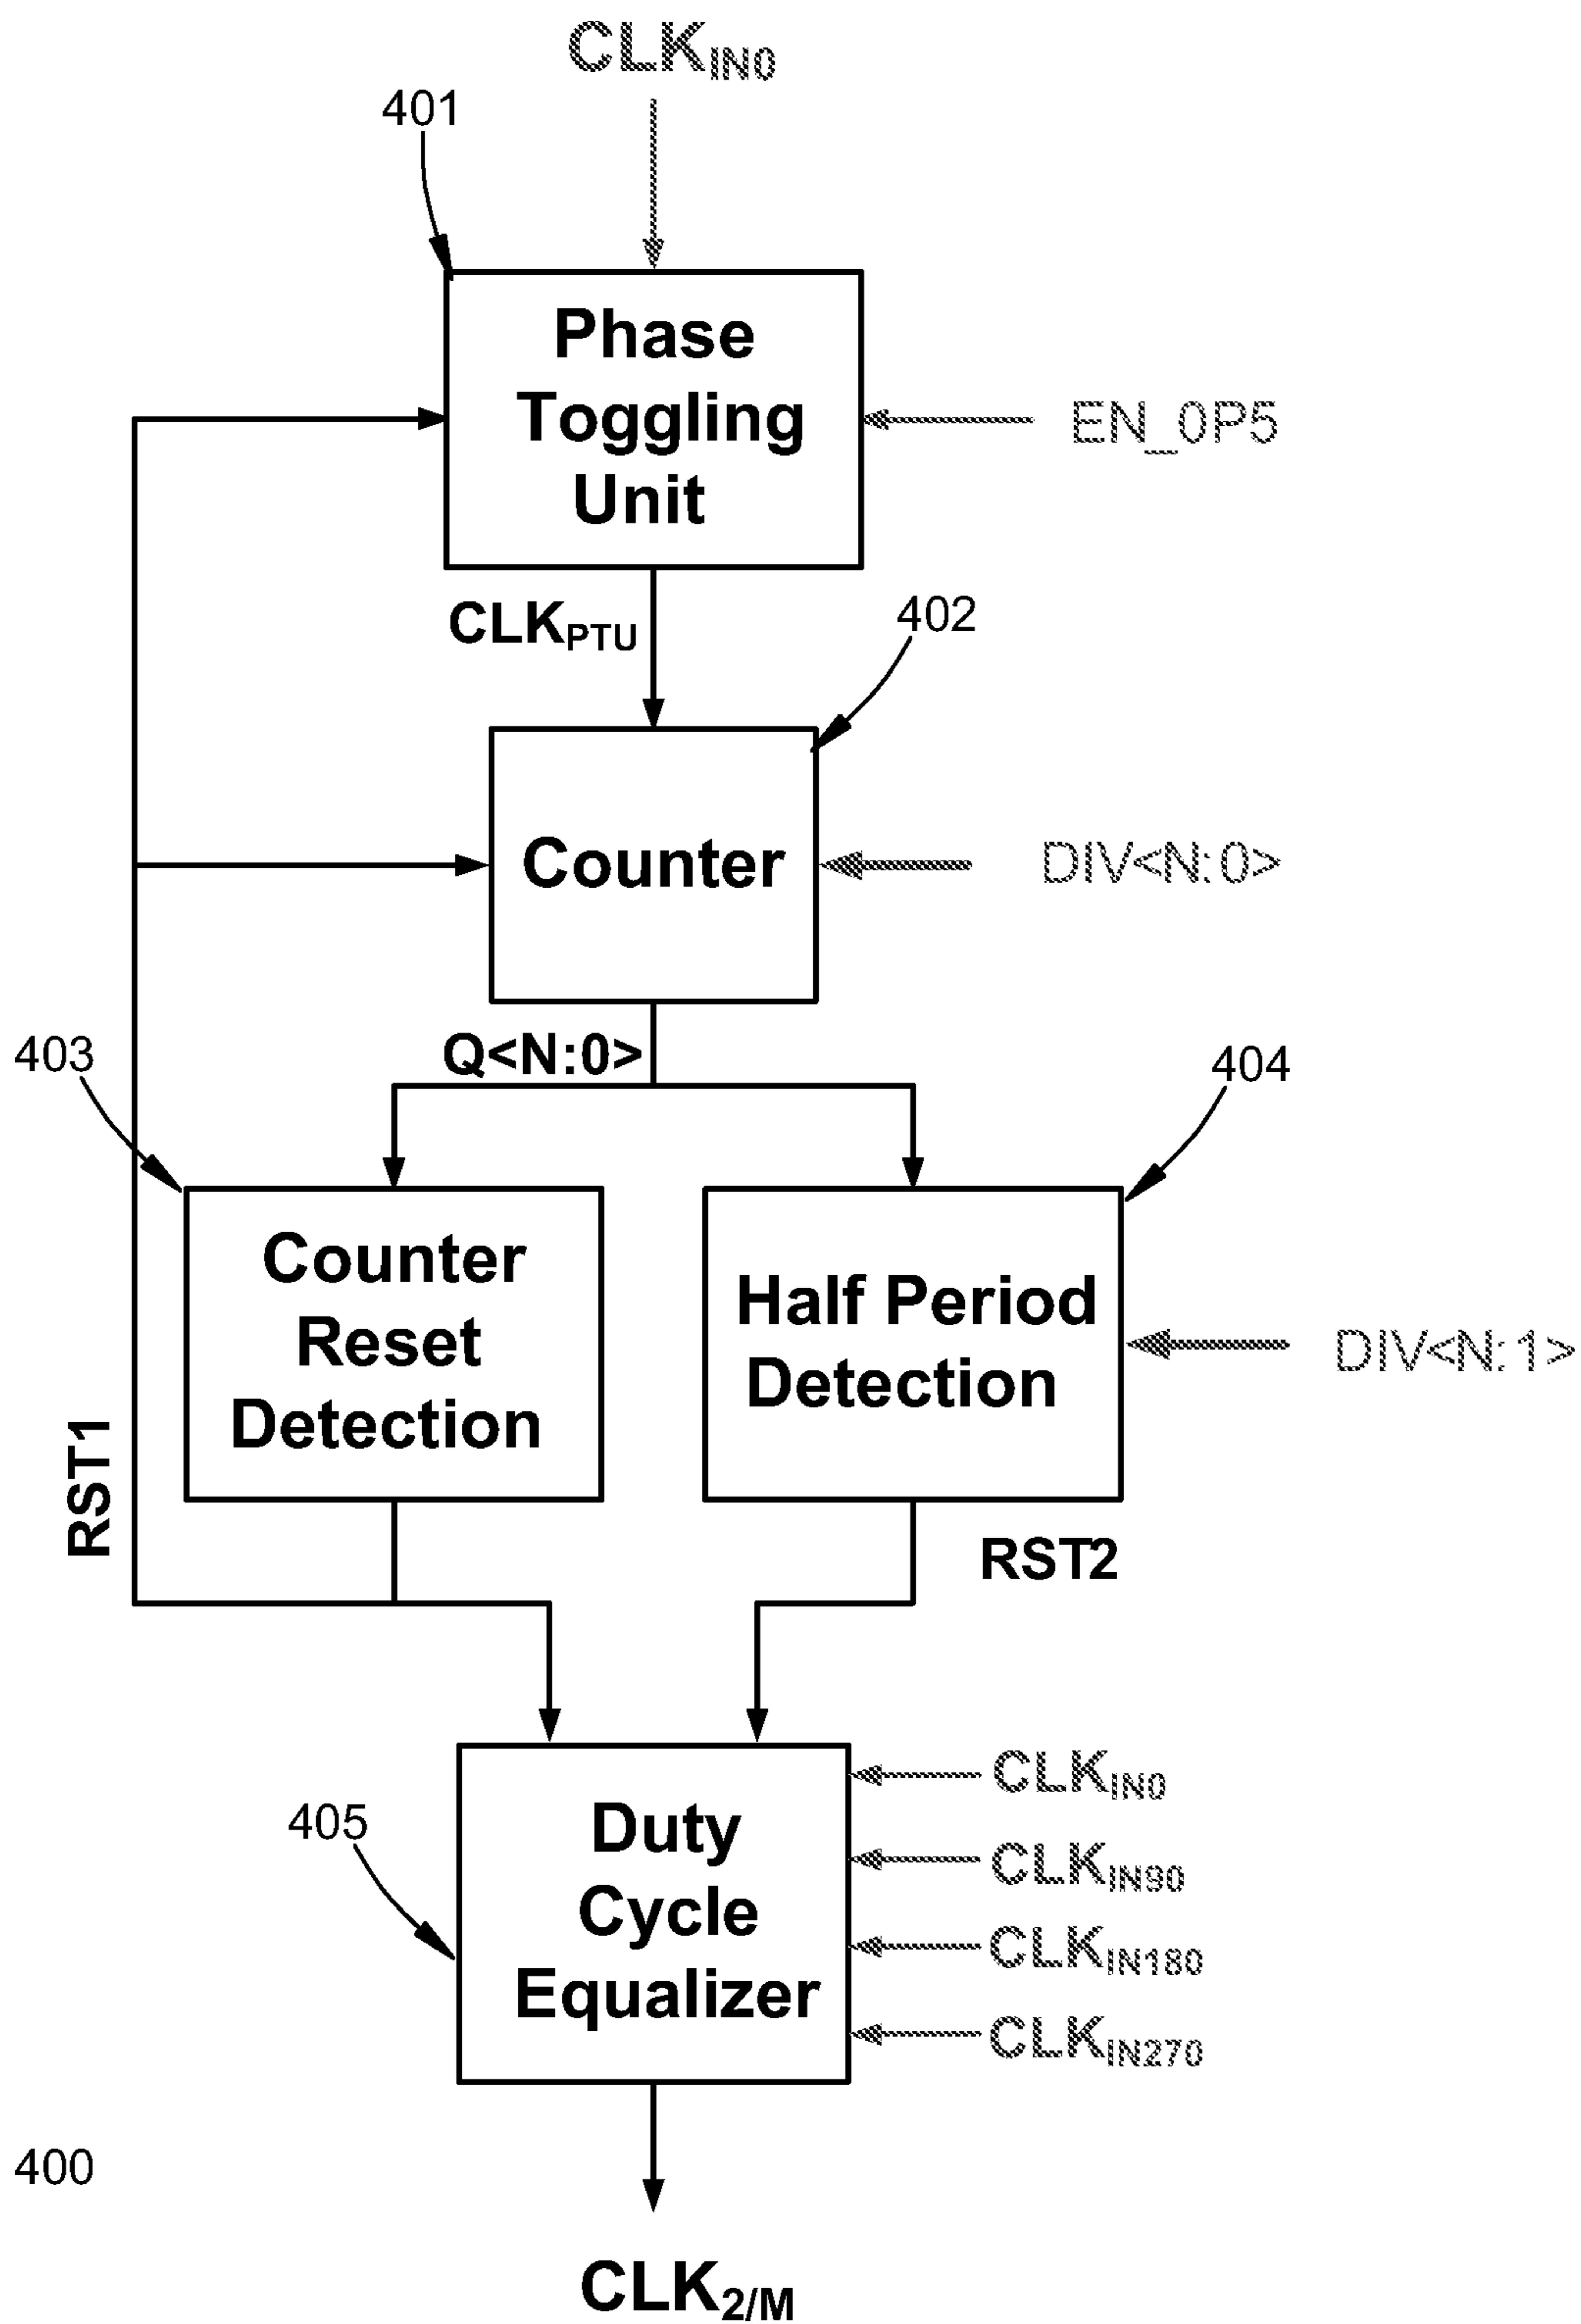 CLKIN0
401
Phase
Toggling
Unit
EN_0P5
CLKPTU
402
Counter
DIV<N:0>
Q<N:0>
403
404
Counter
Reset
Detection
Half Period
Detection
DIV<N:1>
RST1
RST2
405
Duty
Cycle
Equalizer
CLKIN0
CLKIN90
CLKIN180
CLKIN270
400
CLK2/M